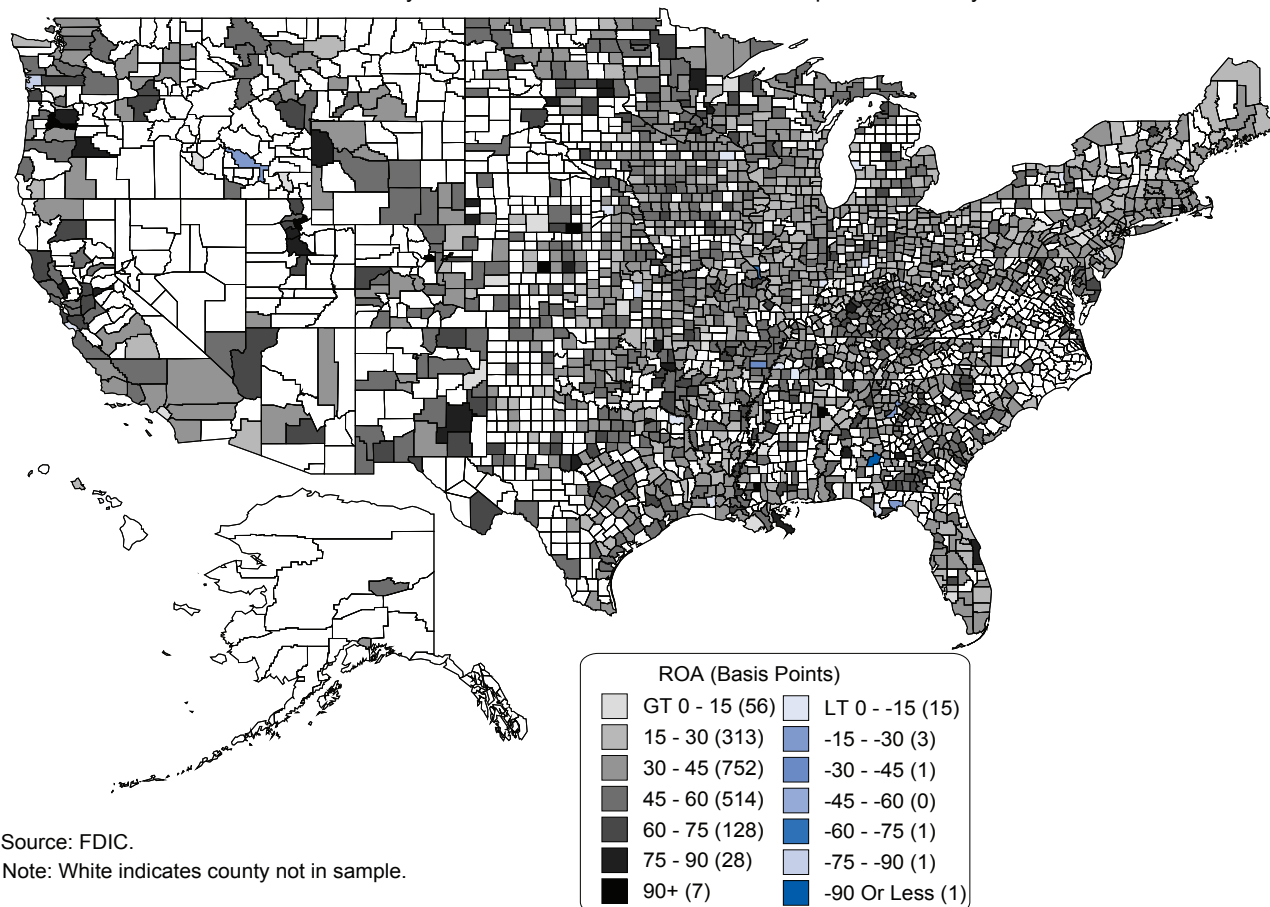 Source: FDIC.
Note: White indicates county not in sample.
ROA (Basis Points)
GT 0 - 15 (56) LT 0 - -15 (15)
15 - 30 (313) -15 - -30 (3)
30 - 45 (752) -30 - -45 (1)
45 - 60 (514) -45 - -60 (0)
60 - 75 (128) -60 - -75 (1)
75 - 90 (28) -75 - -90 (1)
90+ (7) -90 Or Less (1)